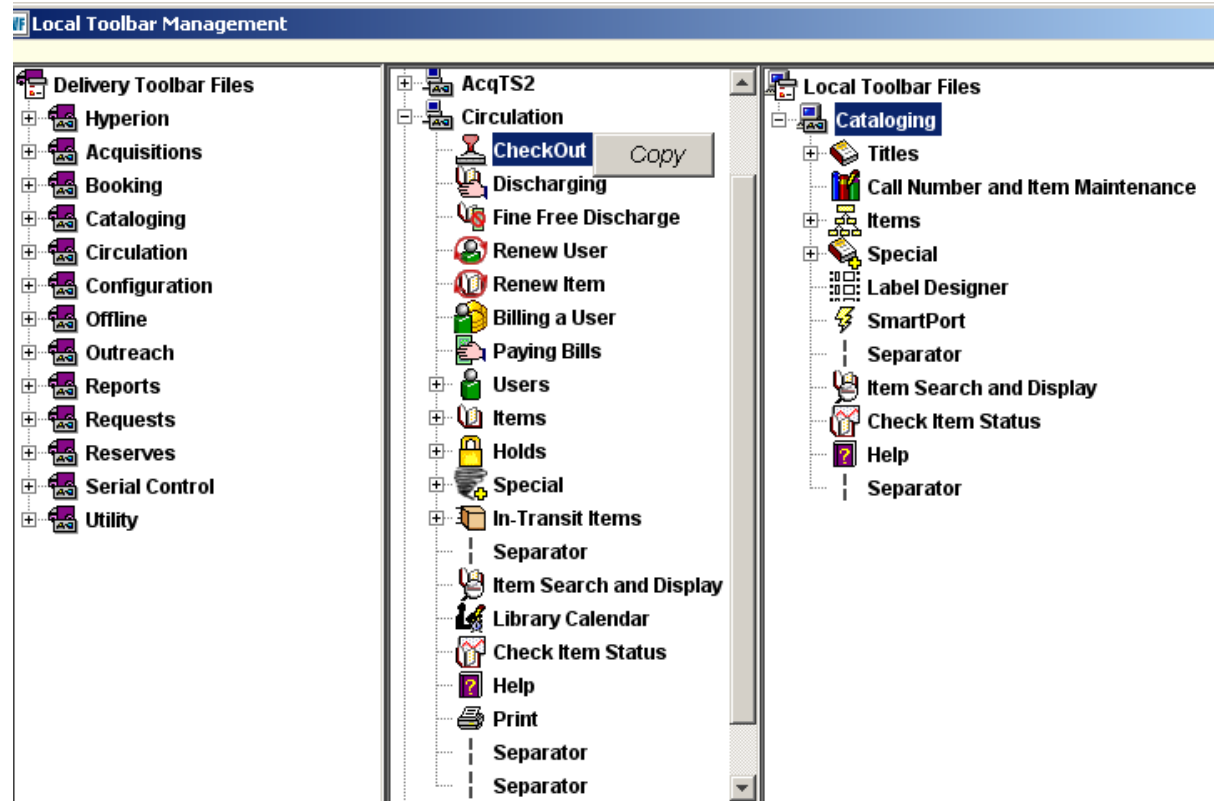 WF Local Toolbar Management
Delivery Toolbar Files
Hyperion
Acquisitions
Booking
Cataloging
Circulation
Configuration
Offline
Outreach
Reports
Requests
Reserves
Serial Control
Utility
AcqTS2
Circulation
CheckOut
Copy
Discharging
Fine Free Discharge
Renew User
Renew Item
Billing a User
Paying Bills
Users
Items
Holds
Special
In-Transit Items
Separator
Item Search and Display
Library Calendar
Check Item Status
Help
Print
Separator
Separator
Local Toolbar Files
Cataloging
Titles
Call Number and Item Maintenance
Items
Special
Label Designer
SmartPort
Separator
Item Search and Display
Check Item Status
Help
Separator